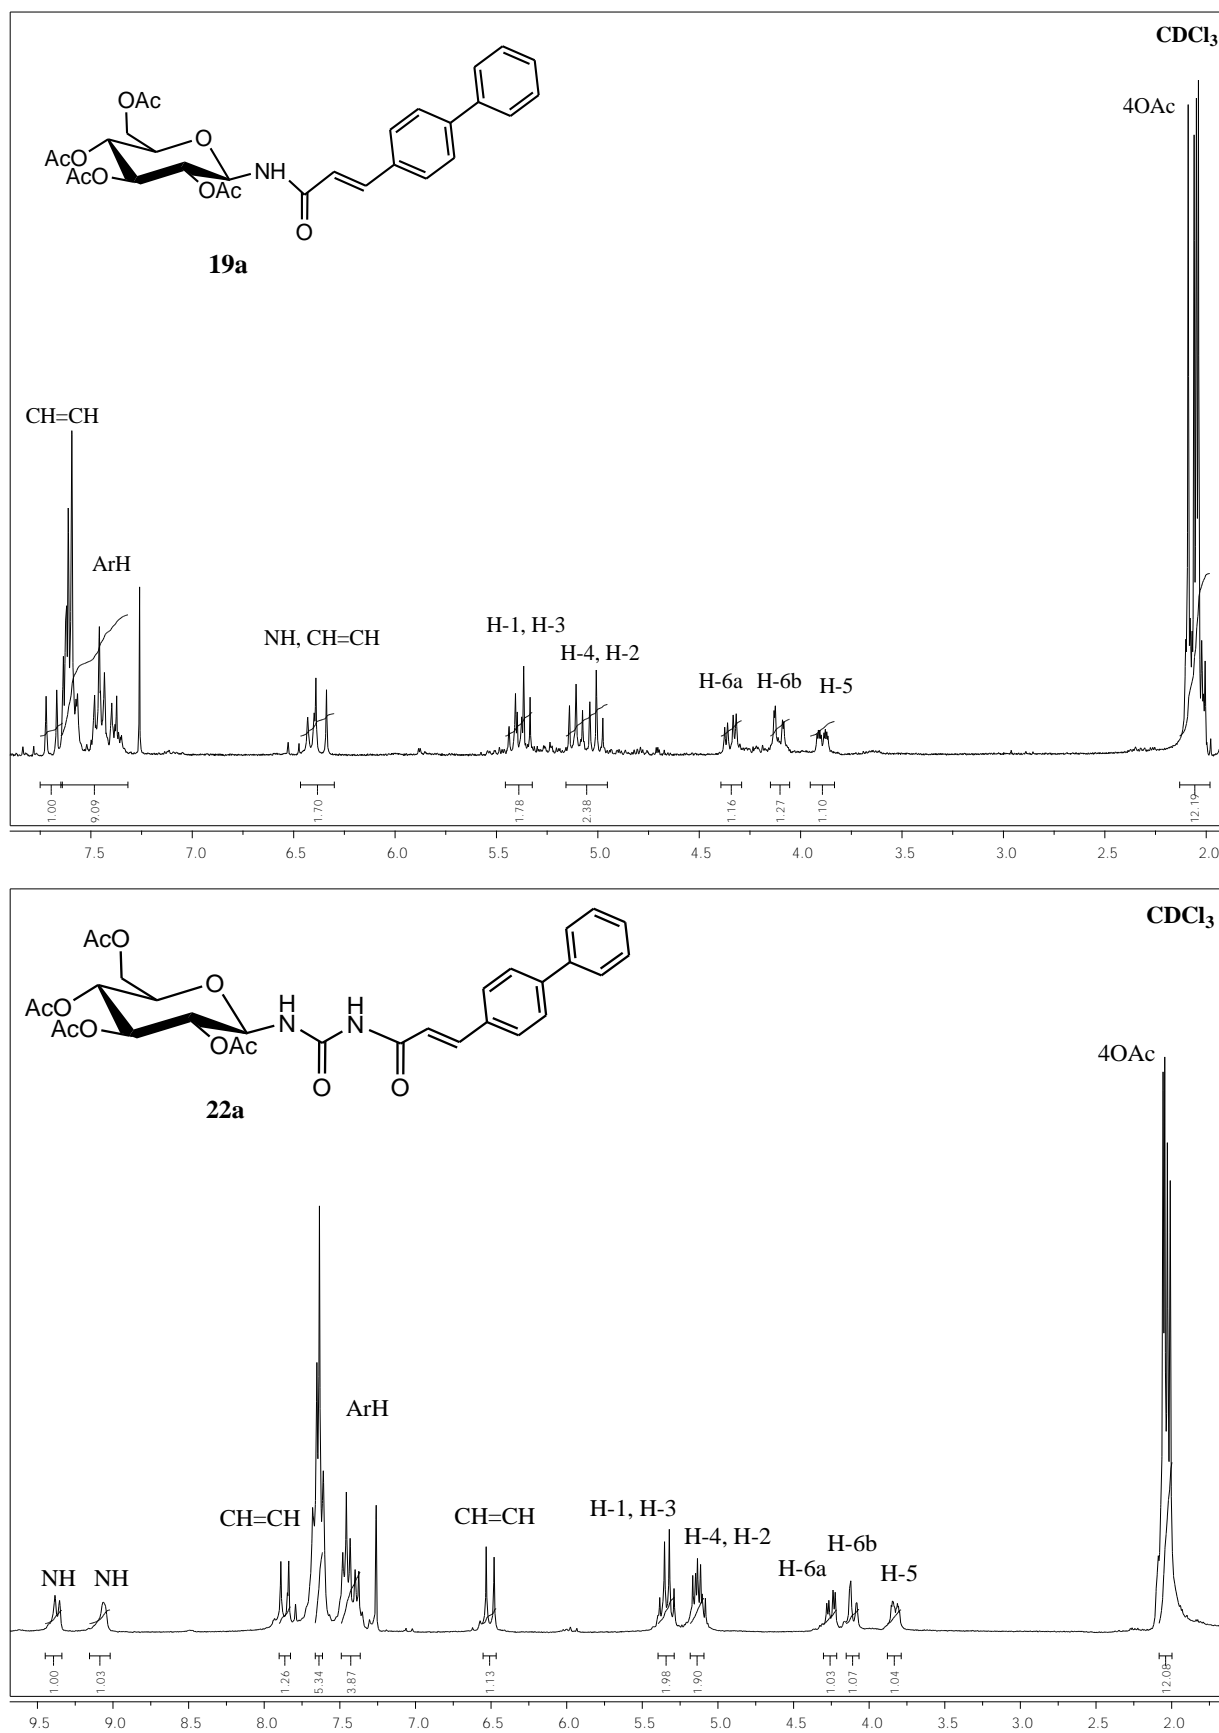 CDCl3
4OAc
OAc
O
AcO
AcO
OAc
NH
O
19a
CH=CH
ArH
NH, CH=CH
H-1, H-3
H-4, H-2
H-6a
H-6b
H-5
1.00
9.09
1.70
1.78
2.38
1.16
1.27
1.10
12.19
7.5
7.0
6.5
6.0
5.5
5.0
4.5
4.0
3.5
3.0
2.5
2.0
CDCl3
AcO
O
AcO
AcO
OAc
H
N
H
N
O
O
22a
4OAc
ArH
CH=CH
CH=CH
H-1, H-3
H-4, H-2
H-6a
H-6b
H-5
NH
NH
1.00
1.03
1.26
5.34
3.87
1.13
1.98
1.90
1.03
1.07
1.04
12.08
9.5
9.0
8.5
8.0
7.5
7.0
6.5
6.0
5.5
5.0
4.5
4.0
3.5
3.0
2.5
2.0